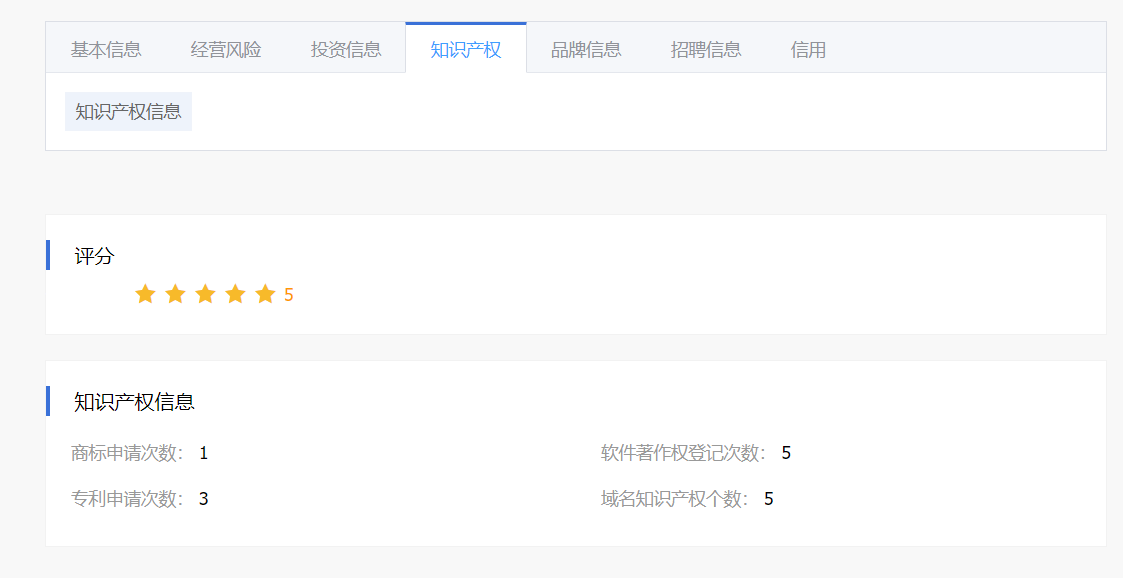 基本信息 经营风险 投资信息 知识产权 品牌信息 招聘信息 信用
知识产权信息
评分
5
知识产权信息
商标申请次数： 1 软件著作权登记次数： 5
专利申请次数： 3 域名知识产权个数： 5